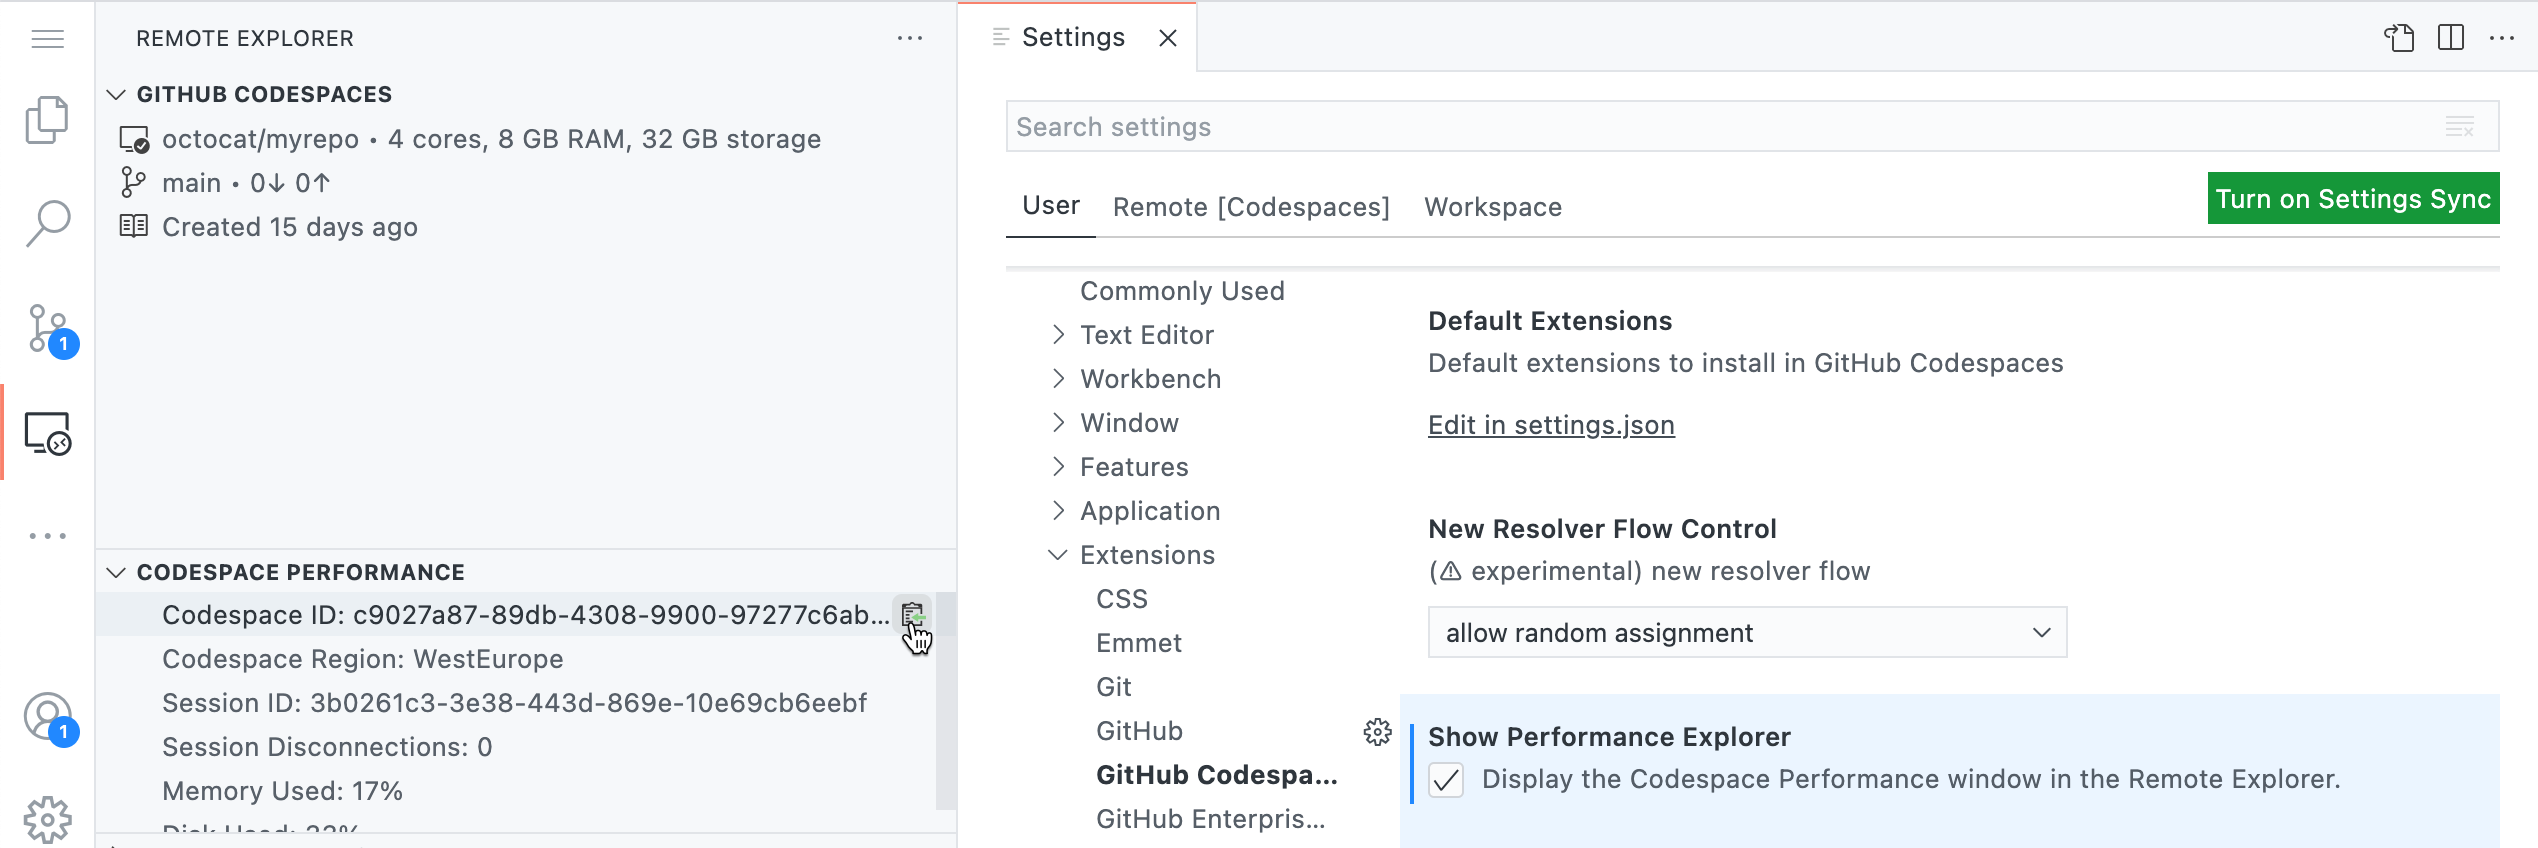 REMOTE EXPLORER
GITHUB CODESPACES
octocat/myrepo • 4 cores, 8 GB RAM, 32 GB storage
main • 0↓ 0↑
Created 15 days ago
1
CODESPACE PERFORMANCE
Codespace ID: c9027a87-89db-4308-9900-97277c6ab...
Codespace Region: WestEurope
Session ID: 3b0261c3-3e38-443d-869e-10e69cb6eebf
Session Disconnections: 0
Memory Used: 17%
1
Settings
Search settings
User Remote [Codespaces] Workspace
Turn on Settings Sync
Commonly Used
Text Editor
Workbench
Window
Features
Application
Extensions
CSS
Emmet
Git
GitHub
GitHub Codespa...
GitHub Enterpris...
Default Extensions
Default extensions to install in GitHub Codespaces
Edit in settings.json
New Resolver Flow Control
(⚠ experimental) new resolver flow
allow random assignment
Show Performance Explorer
Display the Codespace Performance window in the Remote Explorer.